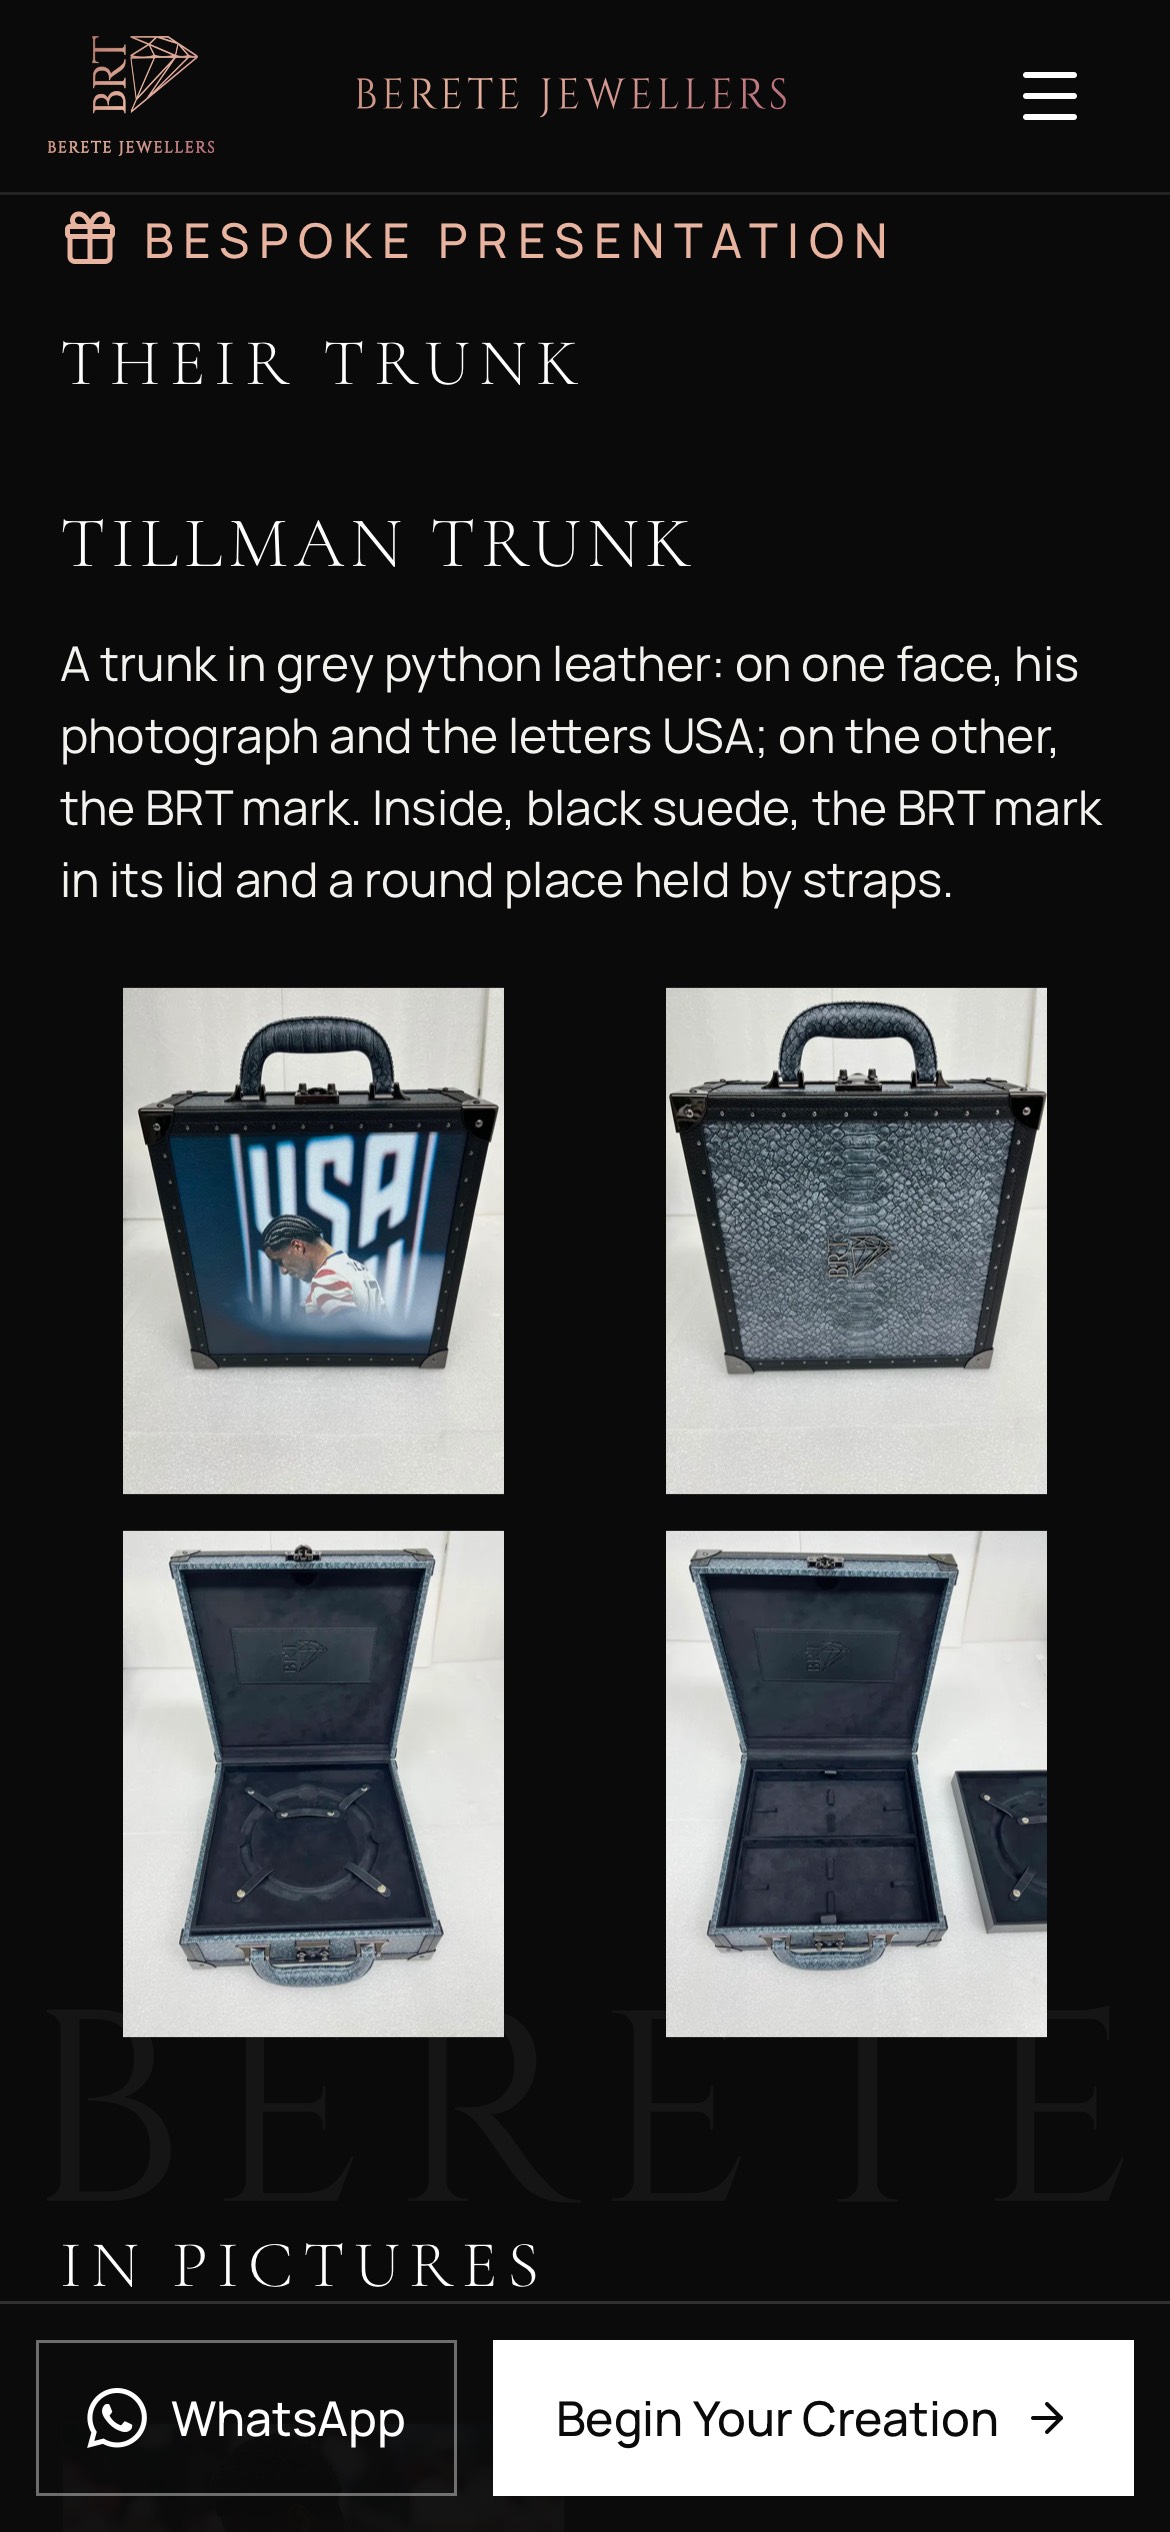 BRT
BERETE JEWELLERS
BERETE JEWELLERS
BESPOKE PRESENTATION
THEIR TRUNK
TILLMAN TRUNK
A trunk in grey python leather: on one face, his
photograph and the letters USA; on the other,
the BRT mark. Inside, black suede, the BRT mark
in its lid and a round place held by straps.
USA
BRT
BRT
BRT
BERETE
IN PICTURES
WhatsApp
Begin Your Creation →